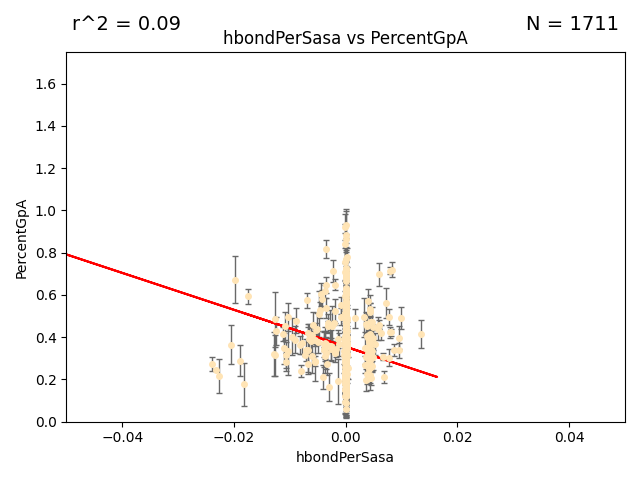 r^2 = 0.09
N = 1711
hbondPerSasa vs PercentGpA
1.6
1.4
1.2
1.0
0.8
0.6
0.4
0.2
0.0
PercentGpA
−0.04
−0.02
0.00
0.02
0.04
hbondPerSasa